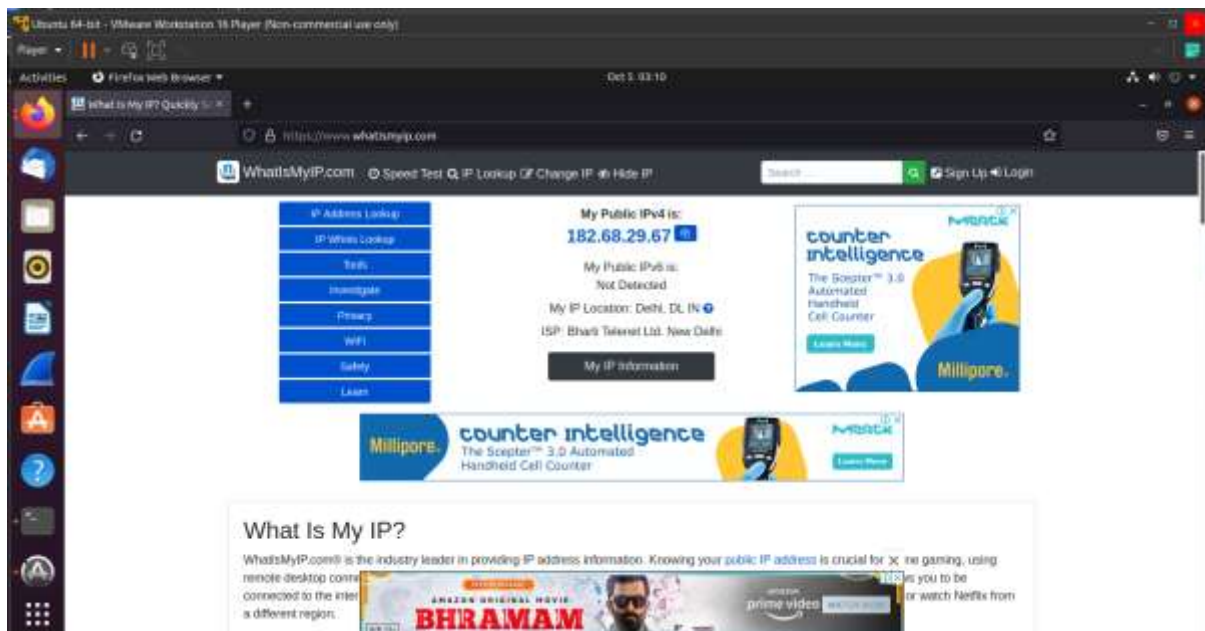 Ubuntu 64-bit - VMware Workstation 16 Player (Non-commercial use only)
Player
Activities Firefox Web Browser Oct 5 03:10
What Is My IP? Quickly
https://www.whatismyip.com
WhatIsMyIP.com Speed Test IP Lookup Change IP Hide IP Search Sign Up Login
IP Address Lookup
IP Whois Lookup
Tools
Investigate
Privacy
WiFi
Safety
Learn
My Public IPv4 is:
182.68.29.67
My Public IPv6 is:
Not Detected
My IP Location: Delhi, DL, IN
ISP: Bharti Telenet Ltd. New Delhi
My IP Information
MERCK
counter
intelligence
The Scepter™ 3.0
Automated
Handheld
Cell Counter
Learn More
Millipore.
Millipore.
counter intelligence
The Scepter™ 3.0 Automated
Handheld Cell Counter
MERCK
Learn More
What Is My IP?
WhatIsMyIP.com® is the industry leader in providing IP address information. Knowing your public IP address is crucial for ne gaming, using
remote desktop conne s you to be
connected to the inter or watch Netflix from
a different region.
AMAZON ORIGINAL MOVIE
BHRAMAM
amazon
prime video
WATCH NOW